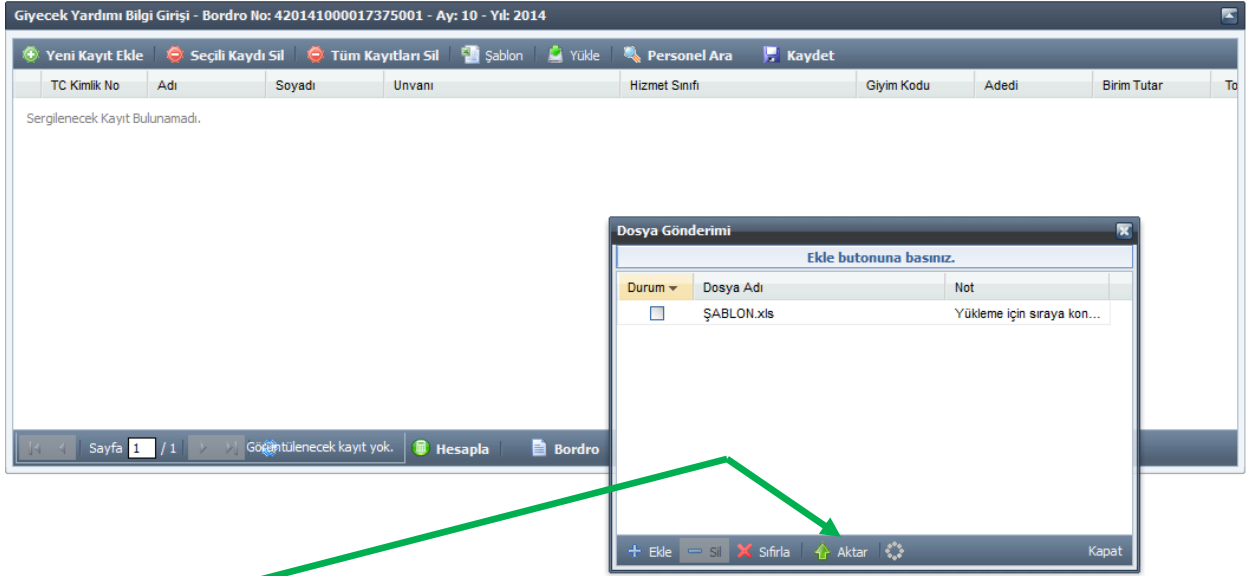 Giyecek Yardımı Bilgi Girişi - Bordro No: 420141000017375001 - Ay: 10 - Yıl: 2014
Yeni Kayıt Ekle Seçili Kaydı Sil Tüm Kayıtları Sil Şablon Yükle Personel Ara Kaydet
TC Kimlik No Adı Soyadı Unvanı Hizmet Sınıfı Giyim Kodu Adedi Birim Tutar To
Sergilenecek Kayıt Bulunamadı.
Dosya Gönderimi
Ekle butonuna basınız.
Durum Dosya Adı Not
ŞABLON.xls Yükleme için sıraya kon...
Sayfa 1 / 1 Görüntülenecek kayıt yok. Hesapla Bordro
Ekle Sil Sıfırla Aktar Kapat